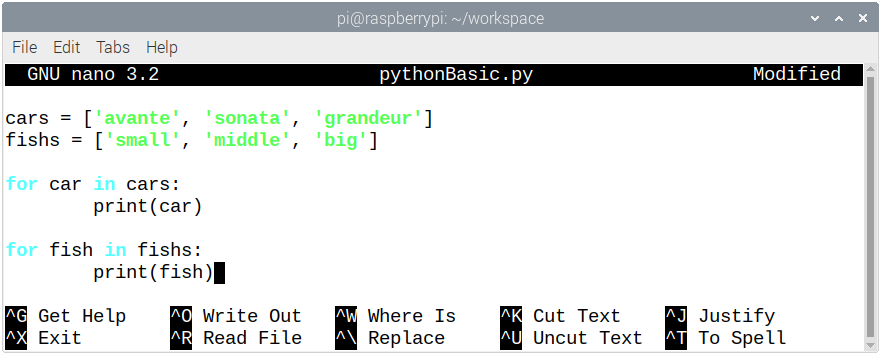 pi@raspberrypi: ~/workspace
File Edit Tabs Help
GNU nano 3.2 pythonBasic.py Modified
cars = ['avante', 'sonata', 'grandeur']
fishs = ['small', 'middle', 'big']
for car in cars:
        print(car)
for fish in fishs:
        print(fish)
^G Get Help ^O Write Out ^W Where Is ^K Cut Text ^J Justify
^X Exit ^R Read File ^\ Replace ^U Uncut Text ^T To Spell